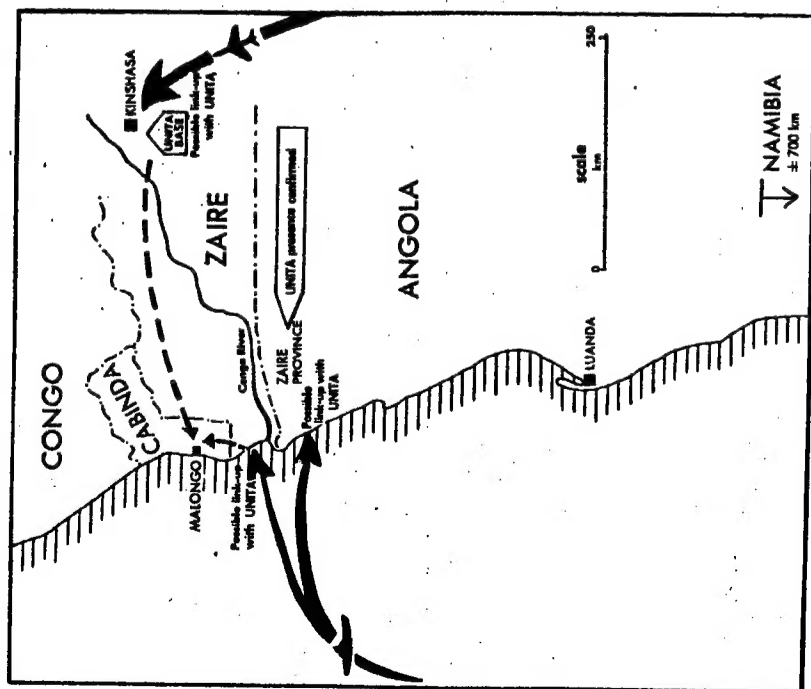 CONGO
CABINDA
MALONGO
Possible link-up
with UNITA
KINSHASA
UNITA
BASE
Possible link-up
with UNITA
ZAIRE
Congo River
UNITA presence confirmed
ZAIRE
PROVINCE
Possible
link-up with
UNITA
ANGOLA
LUANDA
scale
km
0
250
NAMIBIA
± 700 km